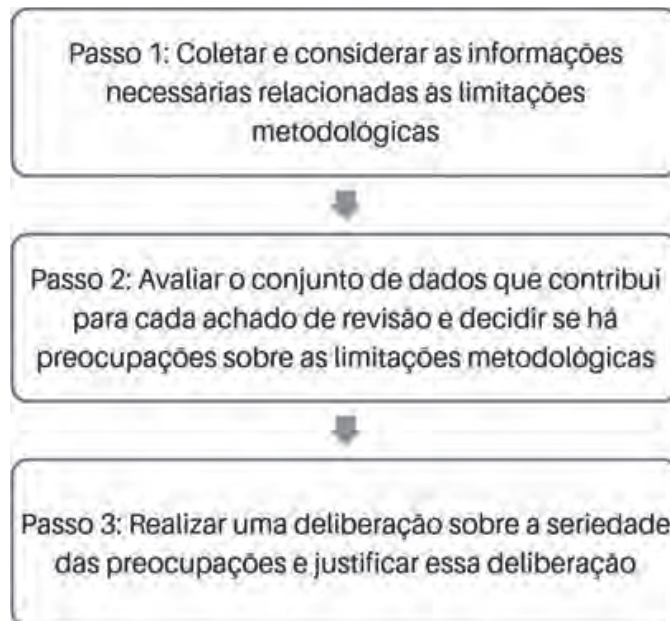 Passo 1: Coletar e considerar as informações
necessárias relacionadas às limitações
metodológicas
Passo 2: Avaliar o conjunto de dados que contribui
para cada achado de revisão e decidir se há
preocupações sobre as limitações metodológicas
Passo 3: Realizar uma deliberação sobre a seriedade
das preocupações e justificar essa deliberação